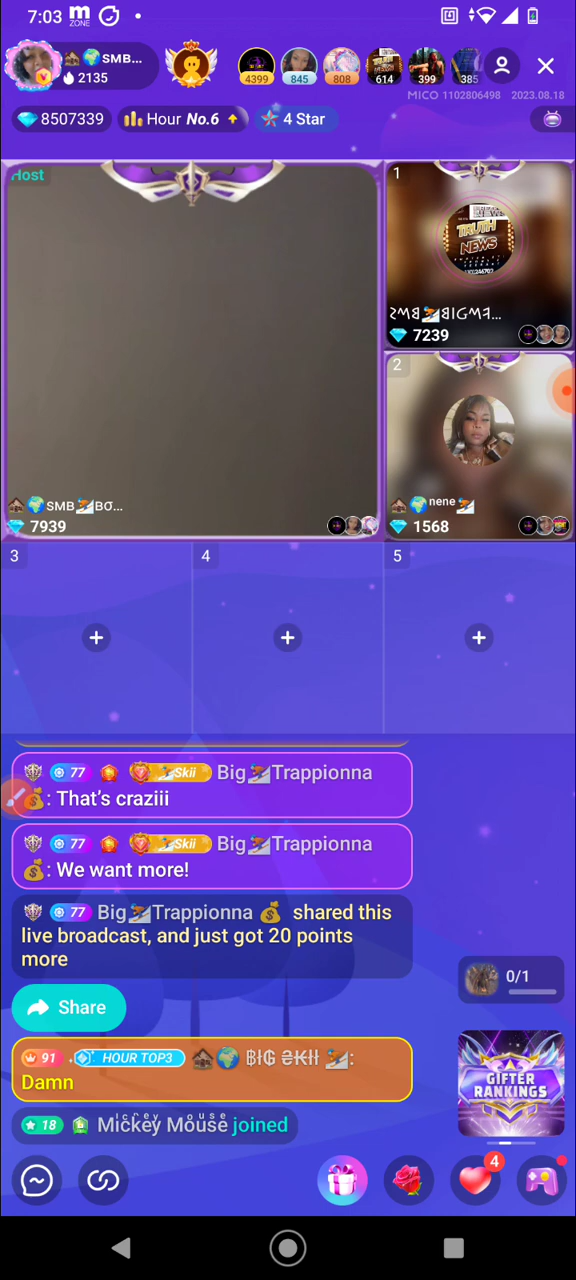 7:03 m ZONE
SMB...
2135
4399 845 808 614 399 385
MICO 1102806498 2023.08.18
8507339 Hour No.6 4 Star
Host
SMB BO...
7939
1
TRUTH
NEWS
7239
2
nene
1568
3 4 5
77 Skii Big Trappionna
: That's craziii
77 Skii Big Trappionna
: We want more!
77 Big Trappionna shared this
live broadcast, and just got 20 points
more
0/1
Share
91 HOUR TOP3
Damn
GIFTER
RANKINGS
18 Mickey Mouse joined
4